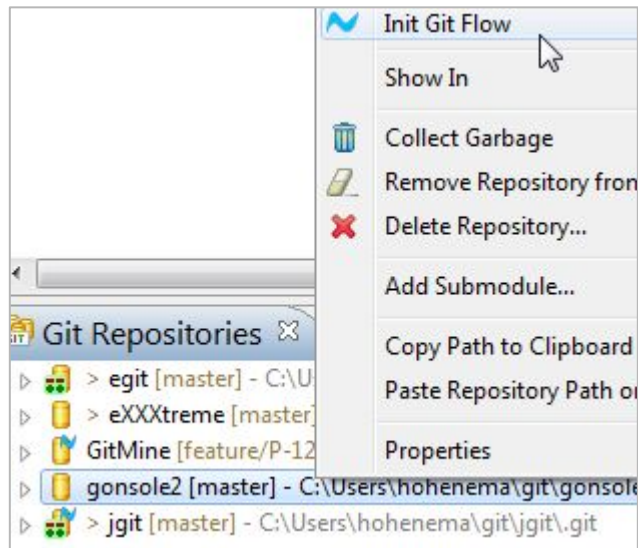 Init Git Flow
Show In
Collect Garbage
Remove Repository from
Delete Repository...
Add Submodule...
Copy Path to Clipboard
Paste Repository Path or
Properties
Git Repositories
> egit [master] - C:\U
> eXXXtreme [master]
GitMine [feature/P-12
gonsole2 [master] - C:\Users\hohenema\git\gonsole
> jgit [master] - C:\Users\hohenema\git\jgit\.git